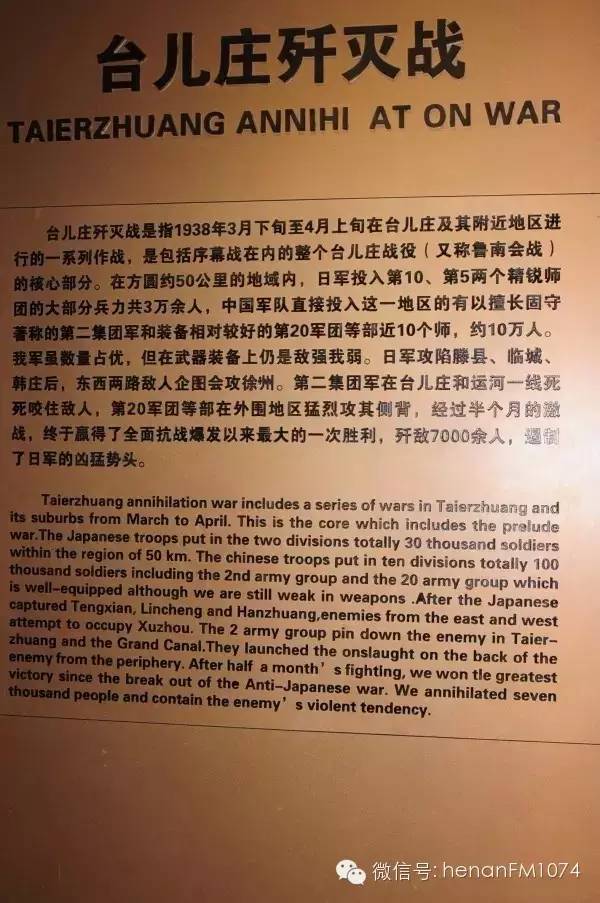 台儿庄歼灭战
TAIERZHUANG ANNIHI AT ON WAR
台儿庄歼灭战是指1938年3月下旬至4月上旬在台儿庄及其附近地区进
行的一系列作战，是包括序幕战在内的整个台儿庄战役（又称鲁南会战）
的核心部分。在方圆约50公里的地域内，日军投入第10、第5两个精锐师
团的大部分兵力共3万余人，中国军队直接投入这一地区的有以擅长固守
著称的第二集团军和装备相对较好的第20军团等部近10个师，约10万人。
我军虽数量占优，但在武器装备上仍是敌强我弱。日军攻陷滕县、临城、
韩庄后，东西两路敌人企图会攻徐州。第二集团军在台儿庄和运河一线死
死咬住敌人，第20军团等部在外围地区猛烈攻其侧背，经过半个月的激
战，终于赢得了全面抗战爆发以来最大的一次胜利，歼敌7000余人，遏制
了日军的凶猛势头。
Taierzhuang annihilation war includes a series of wars in Taierzhuang and
its suburbs from March to April. This is the core which includes the prelude
war.The Japanese troops put in the two divisions totally 30 thousand soldiers
within the region of 50 km. The chinese troops put in ten divisions totally 100
thousand soldiers including the 2nd army group and the 20 army group which
is well-equipped although we are still weak in weapons .After the Japanese
captured Tengxian, Lincheng and Hanzhuang,enemies from the east and west
attempt to occupy Xuzhou. The 2 army group pin down the enemy in Taier-
zhuang and the Grand Canal.They launched the onslaught on the back of the
enemy from the periphery. After half a month's fighting, we won tle greatest
victory since the break out of the Anti-Japanese war. We annihilated seven
thousand people and contain the enemy's violent tendency.
微信号: henanFM1074